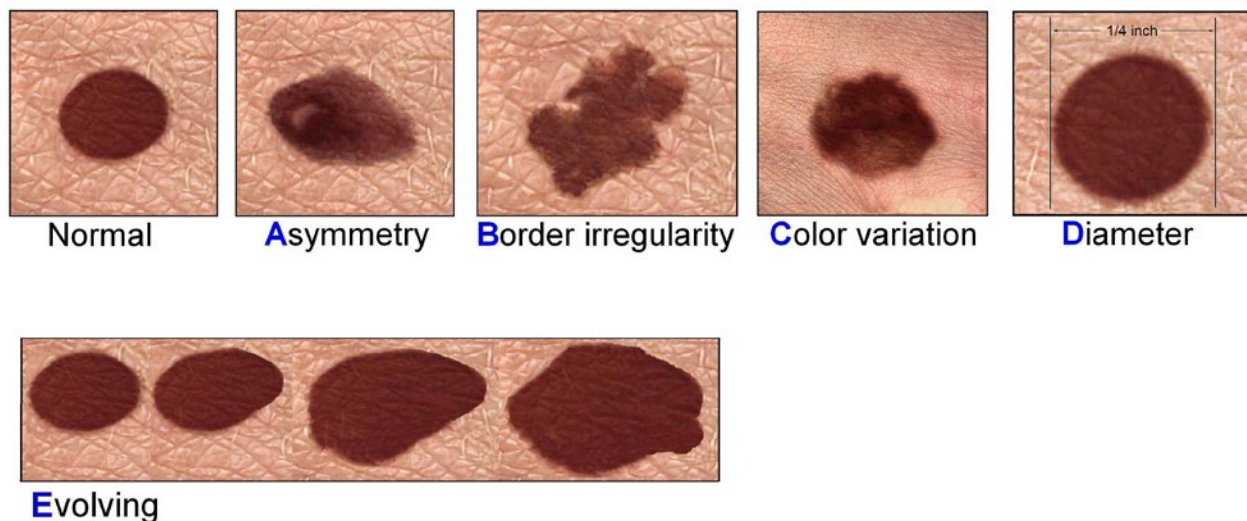 1/4 inch
Normal
Asymmetry
Border irregularity
Color variation
Diameter
Evolving